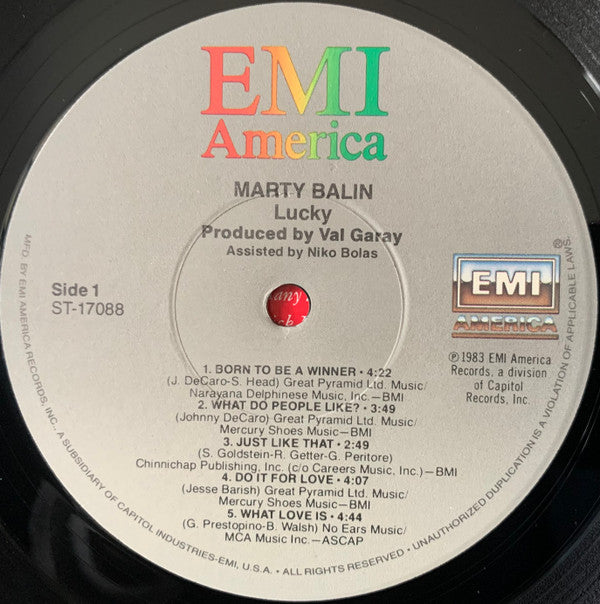 EMI
America
MARTY BALIN
Lucky
Produced by Val Garay
Assisted by Niko Bolas
Side 1
ST-17088
®
EMI
AMERICA
℗1983 EMI America
Records, a division
of Capitol
Records, Inc.
any
1. BORN TO BE A WINNER • 4:22
(J. DeCaro-S. Head) Great Pyramid Ltd. Music/
Narayana Delphinese Music, Inc.—BMI
2. WHAT DO PEOPLE LIKE? • 3:49
(Johnny DeCaro) Great Pyramid Ltd. Music/
Mercury Shoes Music—BMI
3. JUST LIKE THAT • 2:49
(S. Goldstein-R. Getter-G. Peritore)
Chinnichap Publishing, Inc. (c/o Careers Music, Inc.)—BMI
4. DO IT FOR LOVE • 4:07
(Jesse Barish) Great Pyramid Ltd. Music/
Mercury Shoes Music—BMI
5. WHAT LOVE IS • 4:44
(G. Prestopino-B. Walsh) No Ears Music/
MCA Music Inc.—ASCAP
MFD. BY EMI AMERICA RECORDS, INC., A SUBSIDIARY OF CAPITOL INDUSTRIES-EMI, U.S.A. • ALL RIGHTS RESERVED. • UNAUTHORIZED DUPLICATION IS A VIOLATION OF APPLICABLE LAWS.